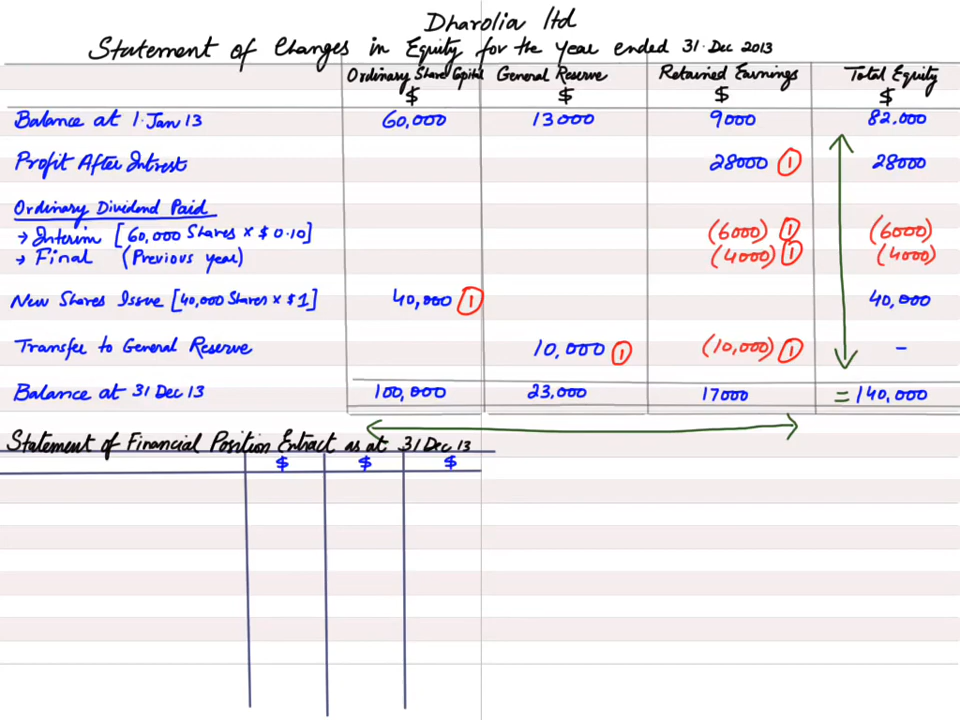 Dharolia ltd
Statement of Changes in Equity for the Year ended 31·Dec 2013
Ordinary Share Capital General Reserve Retained Earnings Total Equity
$ $ $ $
Balance at 1·Jan 13 60,000 13000 9000 82.000
Profit After Interest 28000 1 28000
Ordinary Dividend Paid
→ Interim [60,000 Shares × $ 0·10] (6000) 1 (6000)
→ Final (Previous year) (4000) 1 (4000)
New Shares Issue [40,000 Shares × $1] 40,000 1 40,000
Transfer to General Reserve 10,000 1 (10,000) 1 –
Balance at 31 Dec 13 100,000 23,000 17000 = 140,000
Statement of Financial Position Extract as at 31 Dec 13
$ $ $